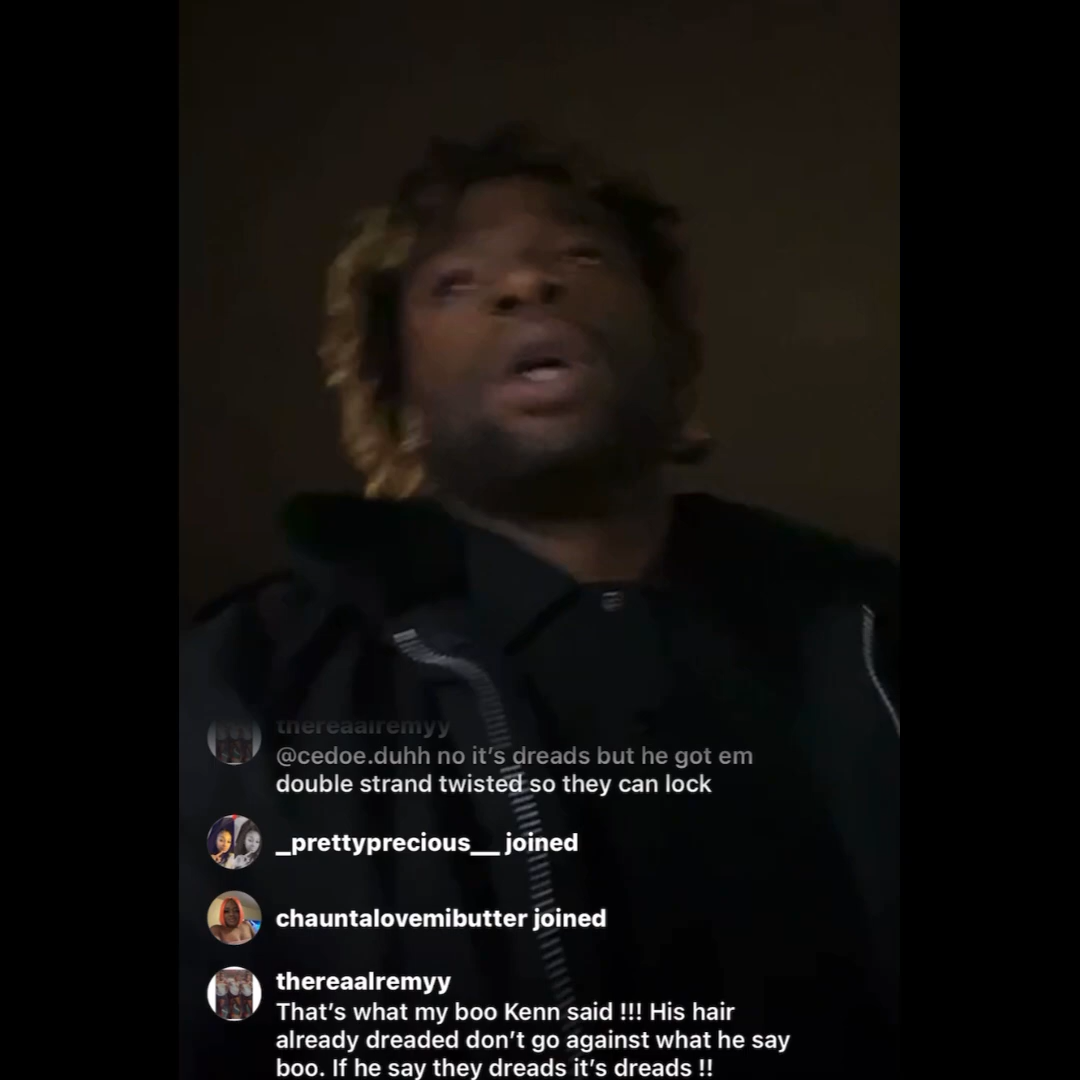 thereaalremyy
@cedoe.duhh no it's dreads but he got em
double strand twisted so they can lock
_prettyprecious__ joined
chauntalovemibutter joined
thereaalremyy
That's what my boo Kenn said !!! His hair
already dreaded don't go against what he say
boo. If he say they dreads it's dreads !!